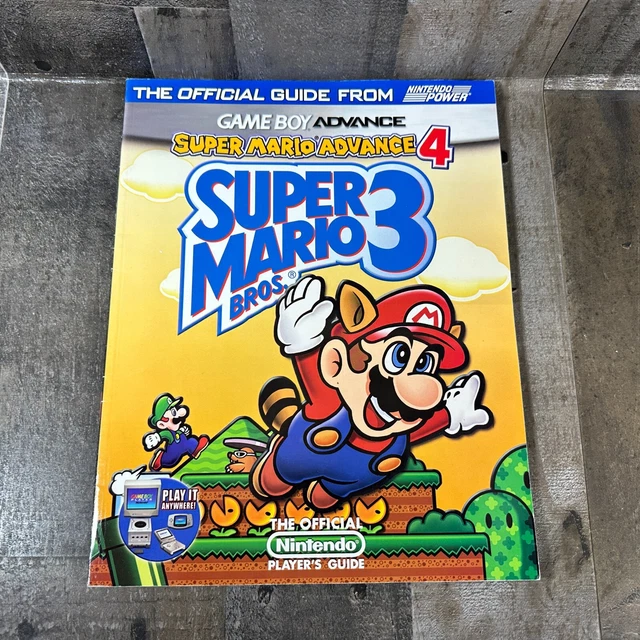 THE OFFICIAL GUIDE FROM NINTENDO POWER
GAME BOY ADVANCE
SUPER MARIO ADVANCE 4
SUPER
MARIO 3
BROS.®
M
PLAY IT
ANYWHERE!
THE OFFICIAL
Nintendo®
PLAYER'S GUIDE